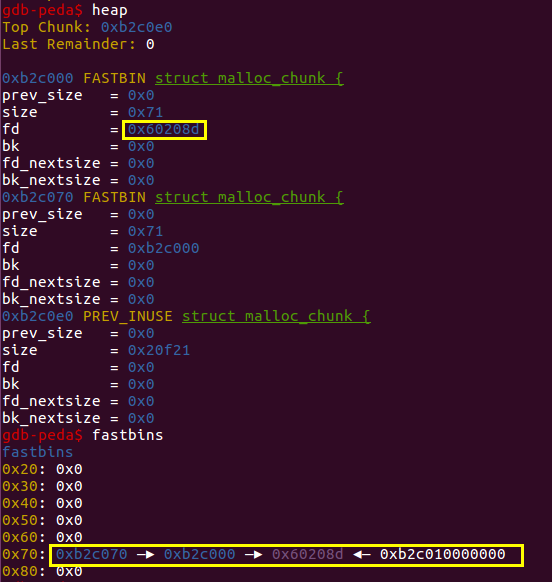 gdb-peda$ heap
Top Chunk: 0xb2c0e0
Last Remainder: 0
0xb2c000 FASTBIN struct malloc_chunk {
prev_size = 0x0
size = 0x71
fd = 0x60208d
bk = 0x0
fd_nextsize = 0x0
bk_nextsize = 0x0
0xb2c070 FASTBIN struct malloc_chunk {
prev_size = 0x0
size = 0x71
fd = 0xb2c000
bk = 0x0
fd_nextsize = 0x0
bk_nextsize = 0x0
0xb2c0e0 PREV_INUSE struct malloc_chunk {
prev_size = 0x0
size = 0x20f21
fd = 0x0
bk = 0x0
fd_nextsize = 0x0
bk_nextsize = 0x0
gdb-peda$ fastbins
fastbins
0x20: 0x0
0x30: 0x0
0x40: 0x0
0x50: 0x0
0x60: 0x0
0x70: 0xb2c070 —► 0xb2c000 —► 0x60208d ◄— 0xb2c010000000
0x80: 0x0